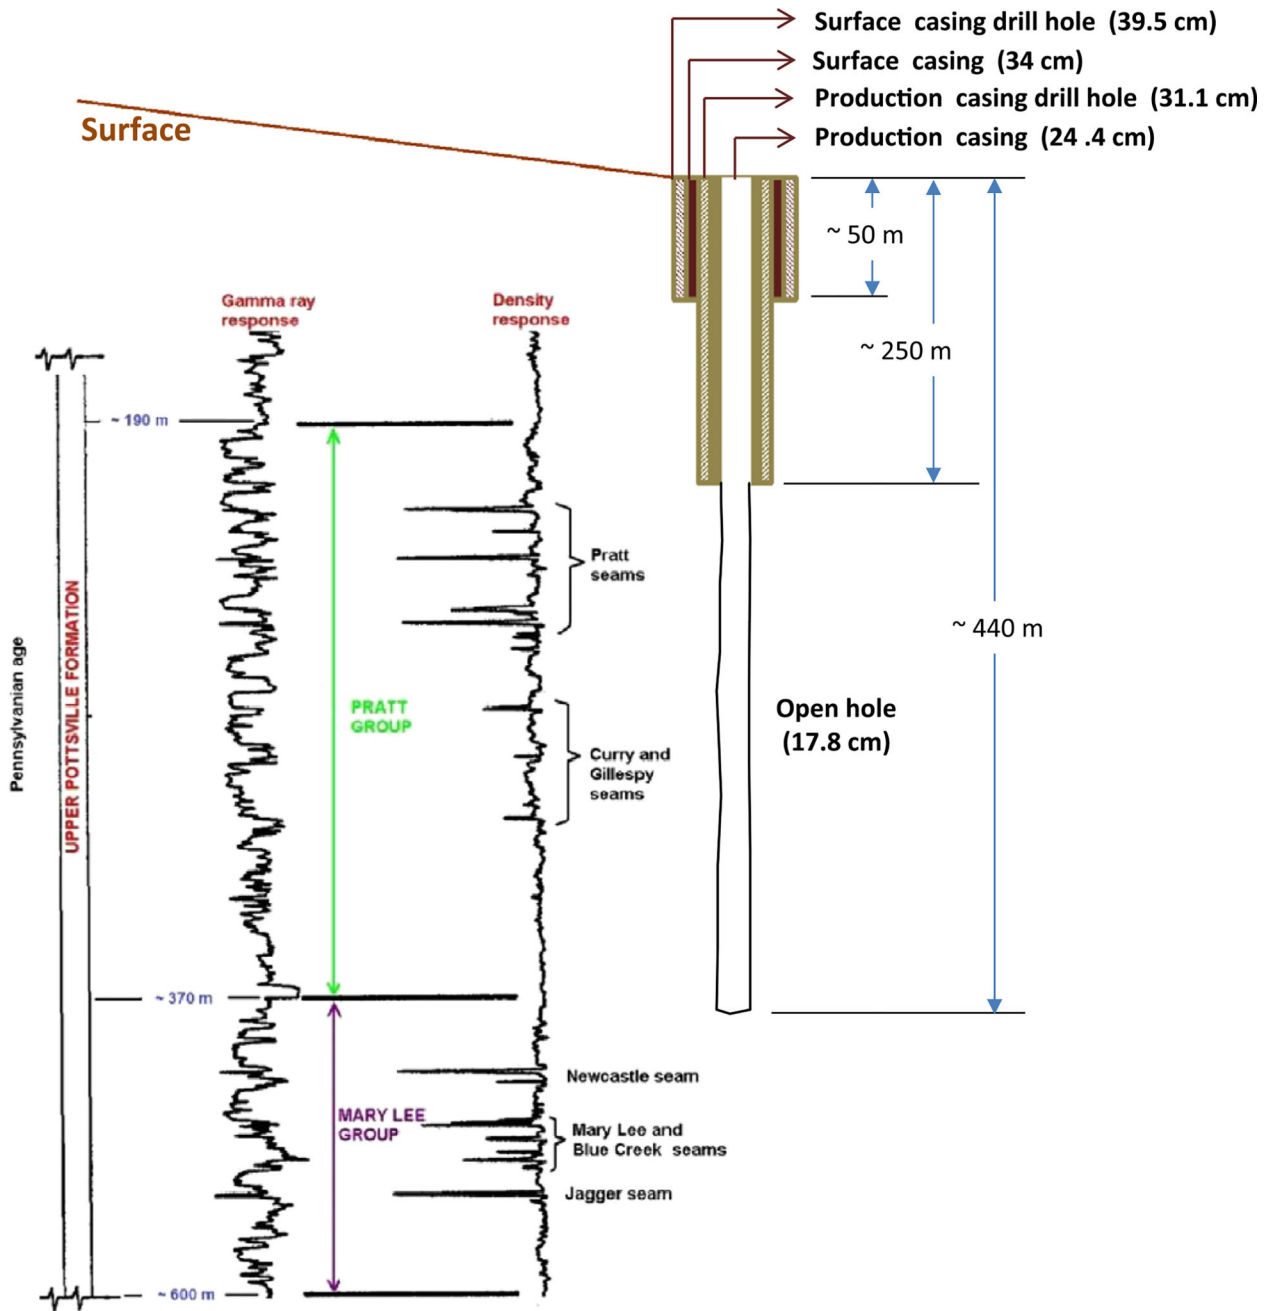 Surface casing drill hole (39.5 cm)
Surface casing (34 cm)
Production casing drill hole (31.1 cm)
Production casing (24 .4 cm)
Surface
~ 50 m
~ 250 m
~ 440 m
Open hole
(17.8 cm)
Gamma ray
response
Density
response
~ 190 m
Pratt
seams
PRATT
GROUP
Curry and
Gillespy
seams
Pennsylvanian age
UPPER POTTSVILLE FORMATION
~ 370 m
Newcastle seam
MARY LEE
GROUP
Mary Lee and
Blue Creek seams
Jagger seam
~ 600 m